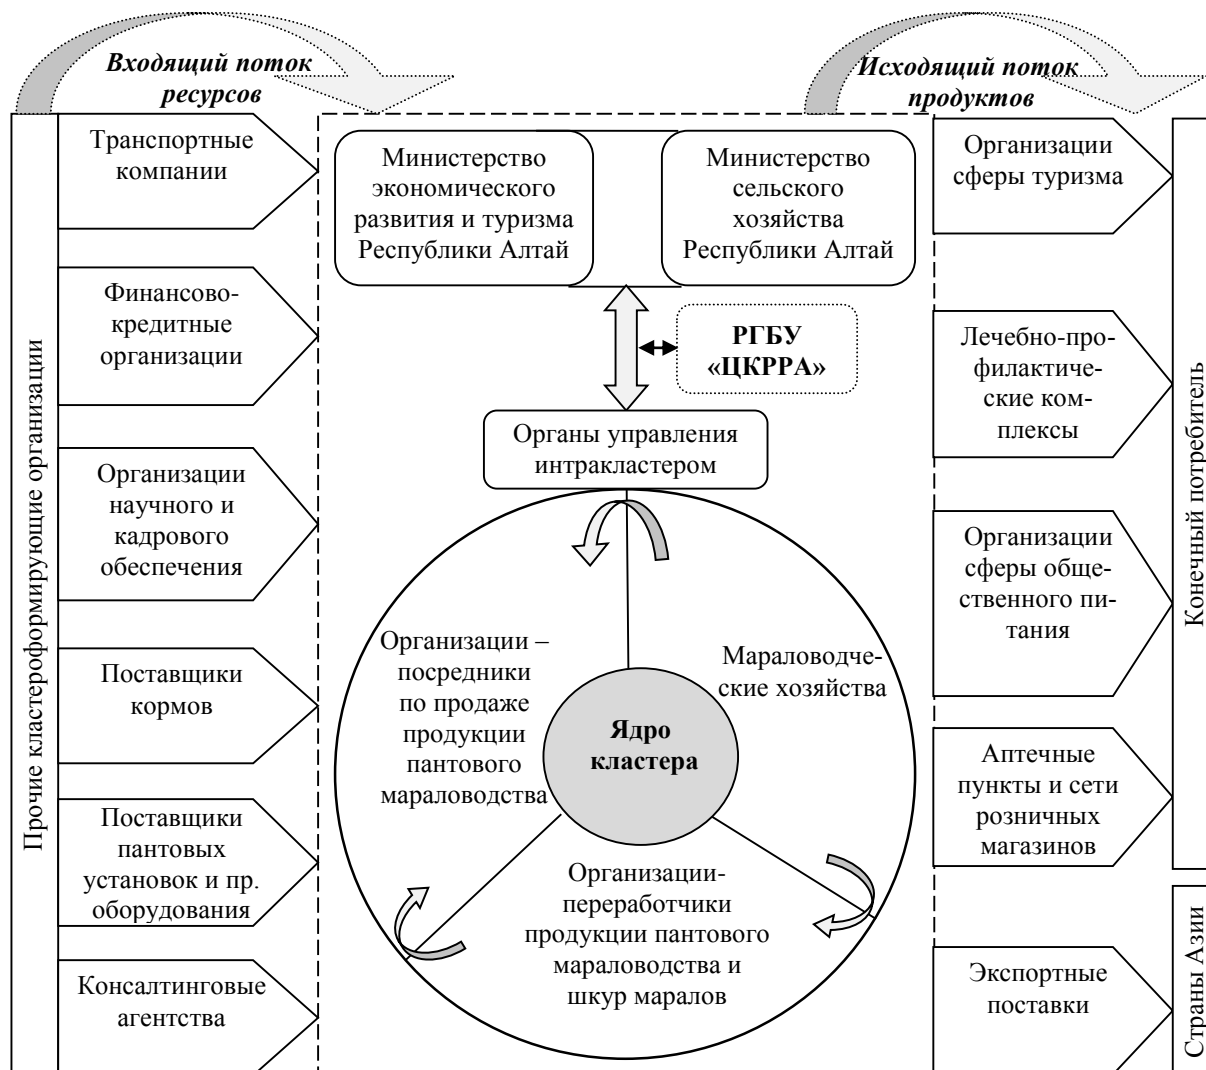 Входящий поток
ресурсов
Исходящий поток
продуктов
Прочие кластероформирующие организации
Транспортные
компании
Финансово-
кредитные
организации
Организации
научного и
кадрового
обеспечения
Поставщики
кормов
Поставщики
пантовых
установок и пр.
оборудования
Консалтинговые
агентства
Министерство
экономического
развития и туризма
Республики Алтай
Министерство
сельского
хозяйства
Республики Алтай
РГБУ
«ЦКРРА»
Органы управления
интракластером
Организации –
посредники
по продаже
продукции
пантового
мараловодства
Мараловодче-
ские хозяйства
Ядро
кластера
Организации-
переработчики
продукции пантового
мараловодства и
шкур маралов
Организации
сферы туризма
Лечебно-про-
филактиче-
ские ком-
плексы
Организации
сферы обще-
ственного пи-
тания
Аптечные
пункты и сети
розничных
магазинов
Экспортные
поставки
Конечный потребитель
Страны Азии